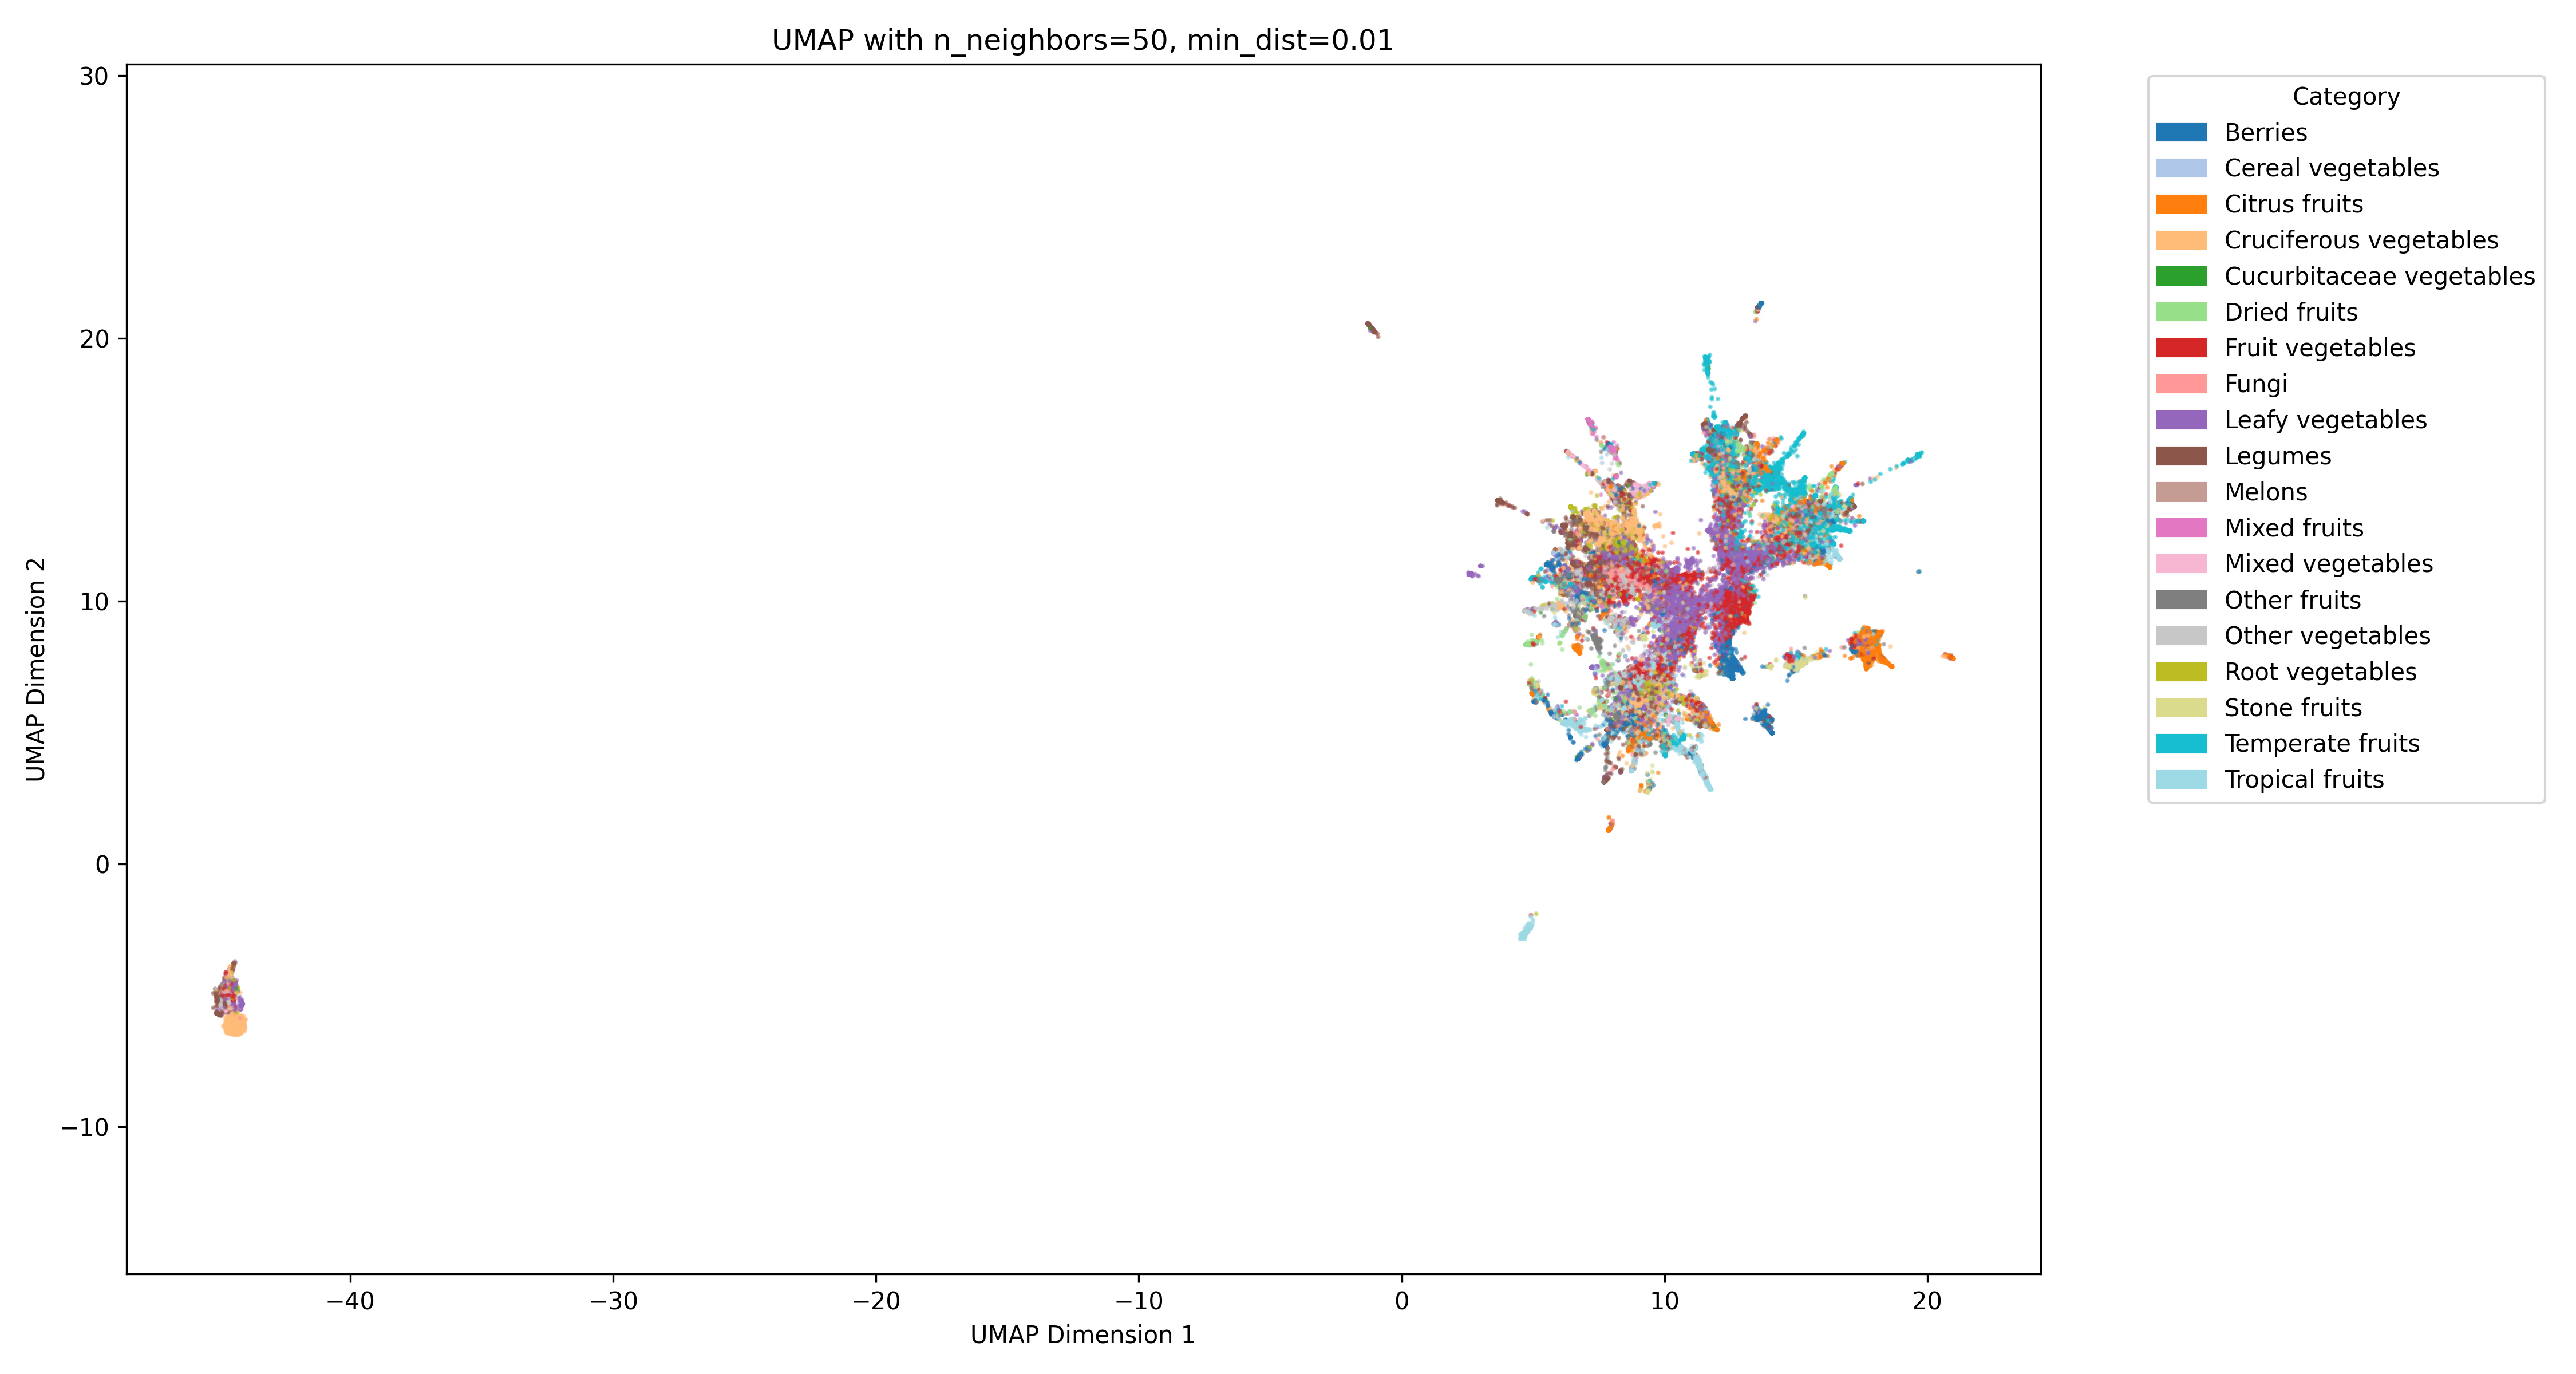 UMAP with n_neighbors=50, min_dist=0.01
30
20
10
0
−10
−40
−30
−20
−10
0
10
20
UMAP Dimension 1
UMAP Dimension 2
Category
Berries
Cereal vegetables
Citrus fruits
Cruciferous vegetables
Cucurbitaceae vegetables
Dried fruits
Fruit vegetables
Fungi
Leafy vegetables
Legumes
Melons
Mixed fruits
Mixed vegetables
Other fruits
Other vegetables
Root vegetables
Stone fruits
Temperate fruits
Tropical fruits